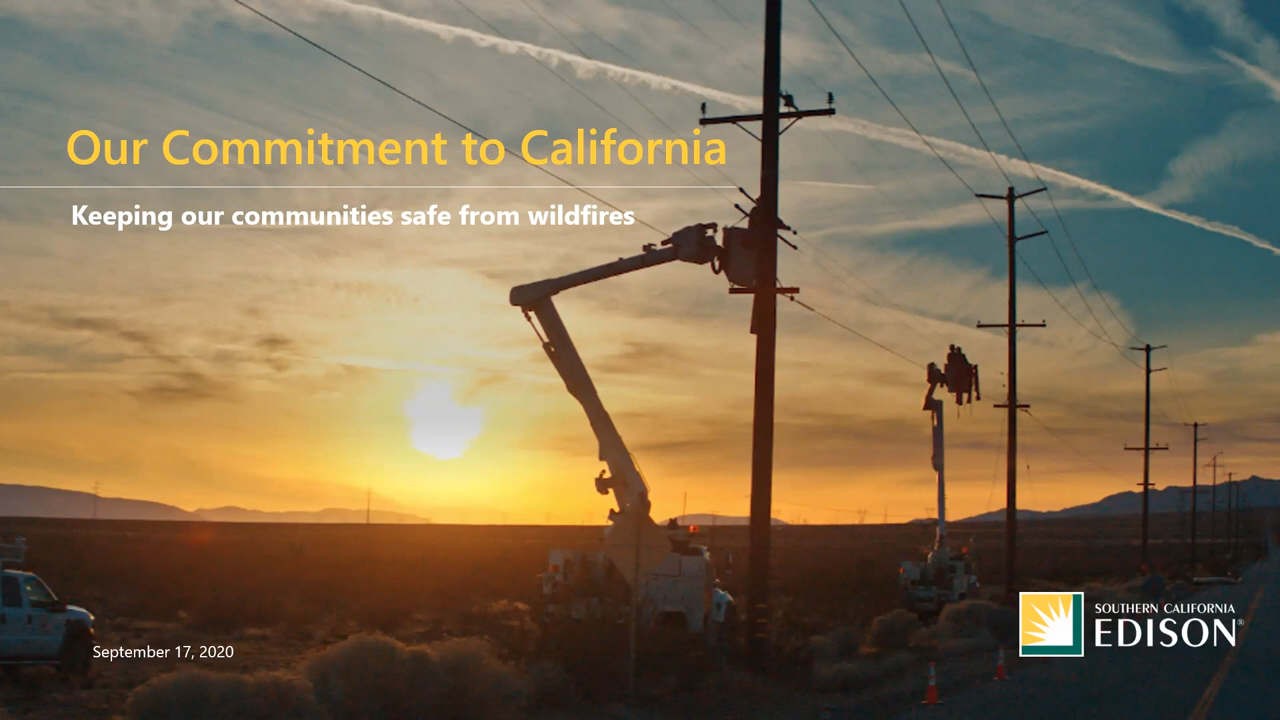 Our Commitment to California
Keeping our communities safe from wildfires
September 17, 2020
SOUTHERN CALIFORNIA
EDISON®